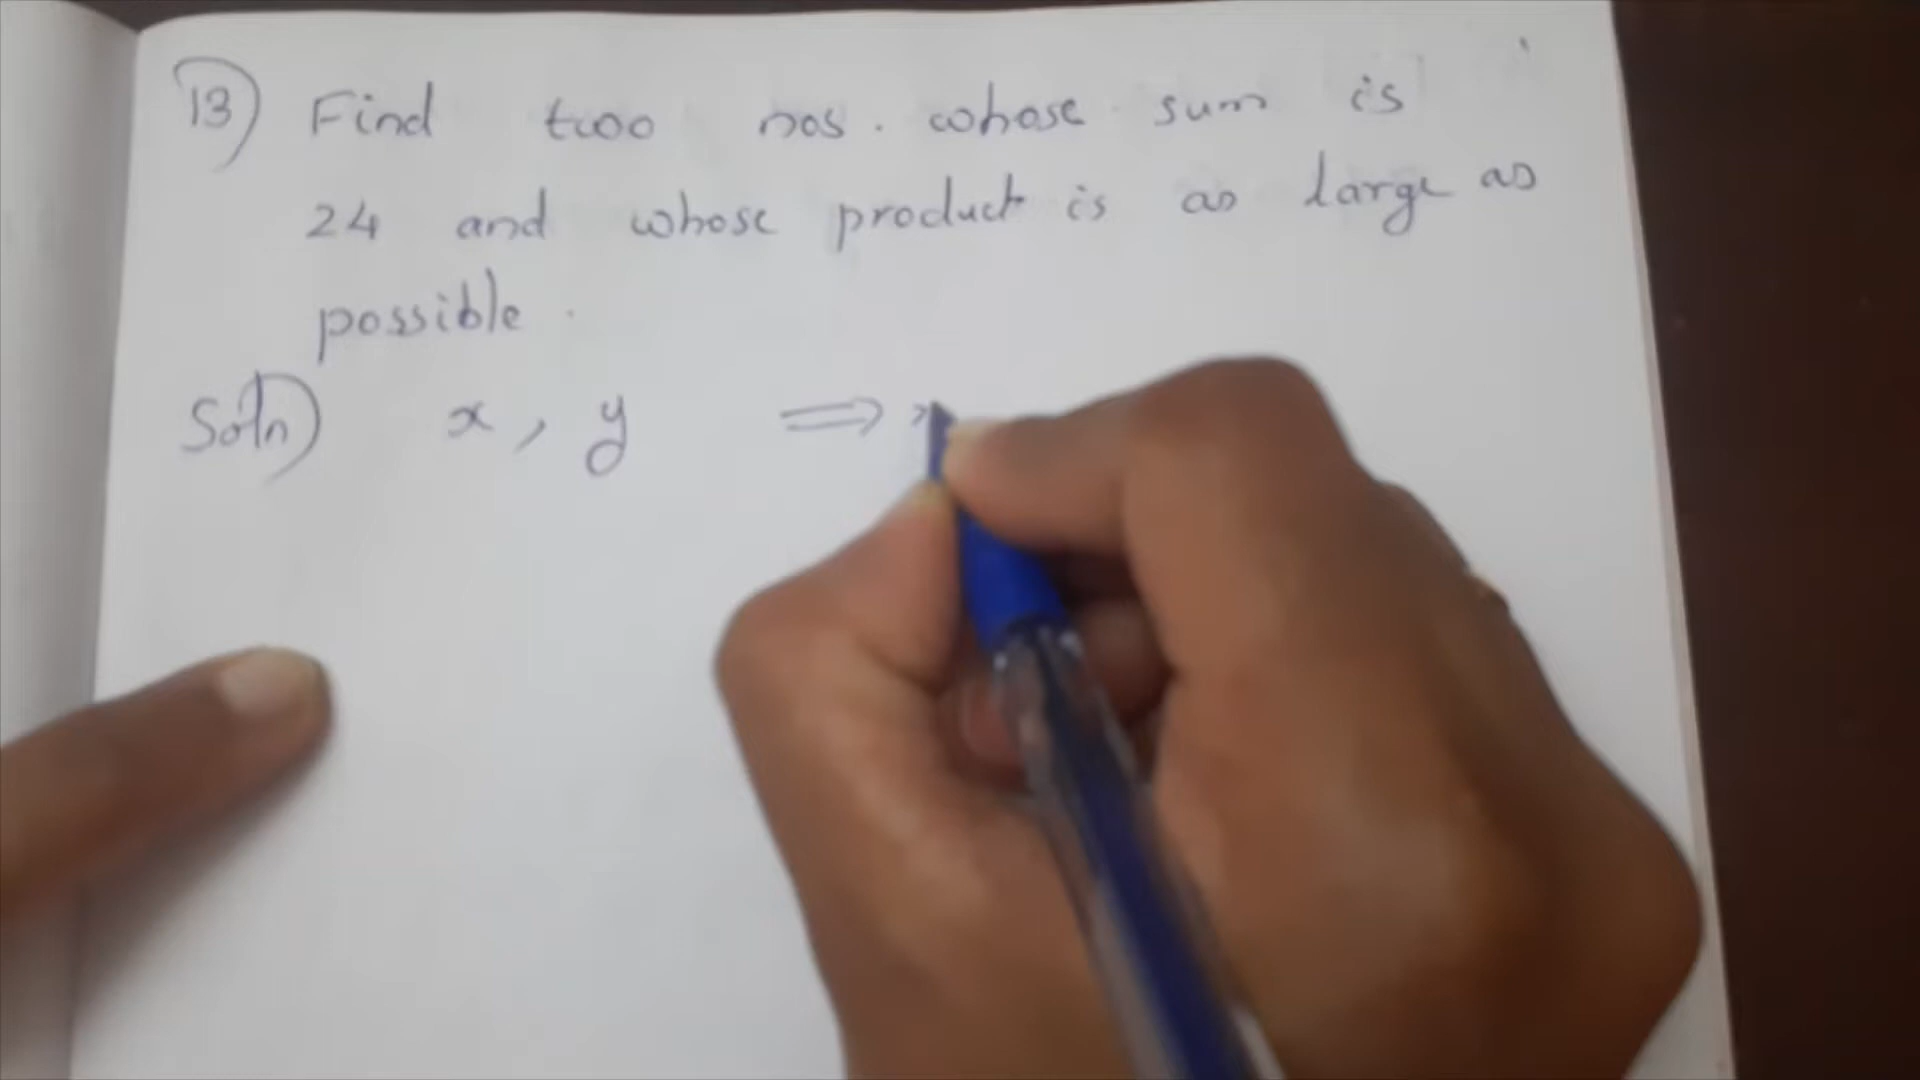 13) Find two nos. whose sum is
24 and whose product is as large as
possible.
Soln) x, y ⇒